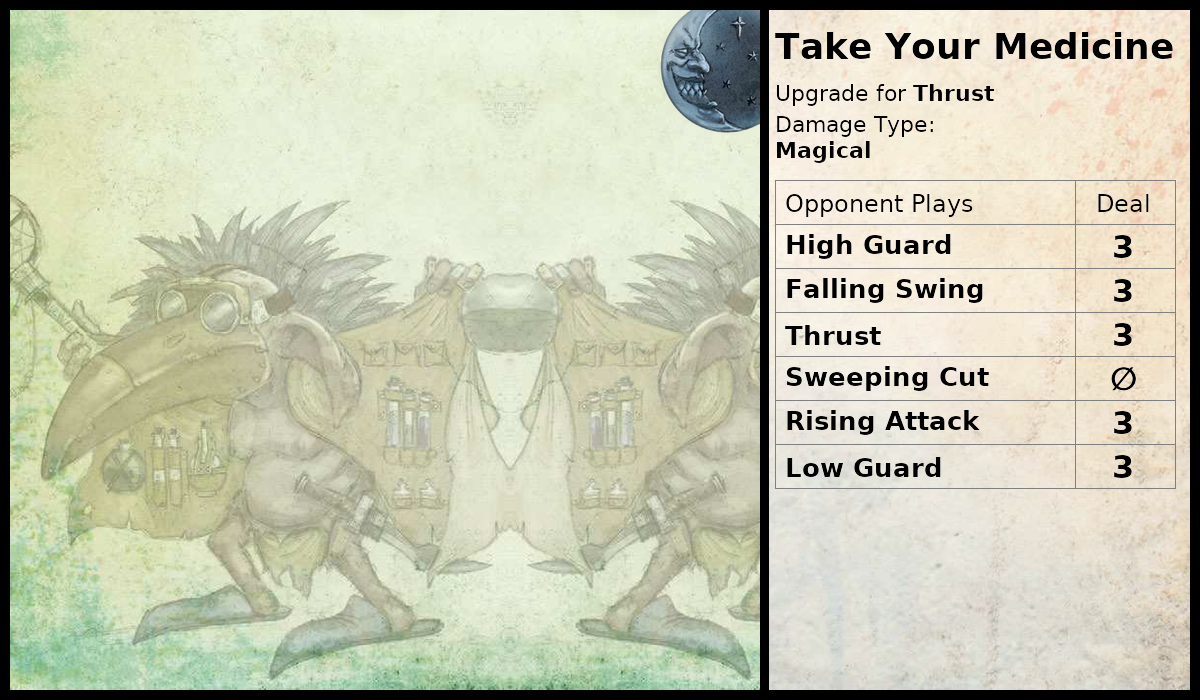 Take Your Medicine
Upgrade for Thrust
Damage Type:
Magical
Opponent Plays Deal
High Guard 3
Falling Swing 3
Thrust 3
Sweeping Cut ∅
Rising Attack 3
Low Guard 3